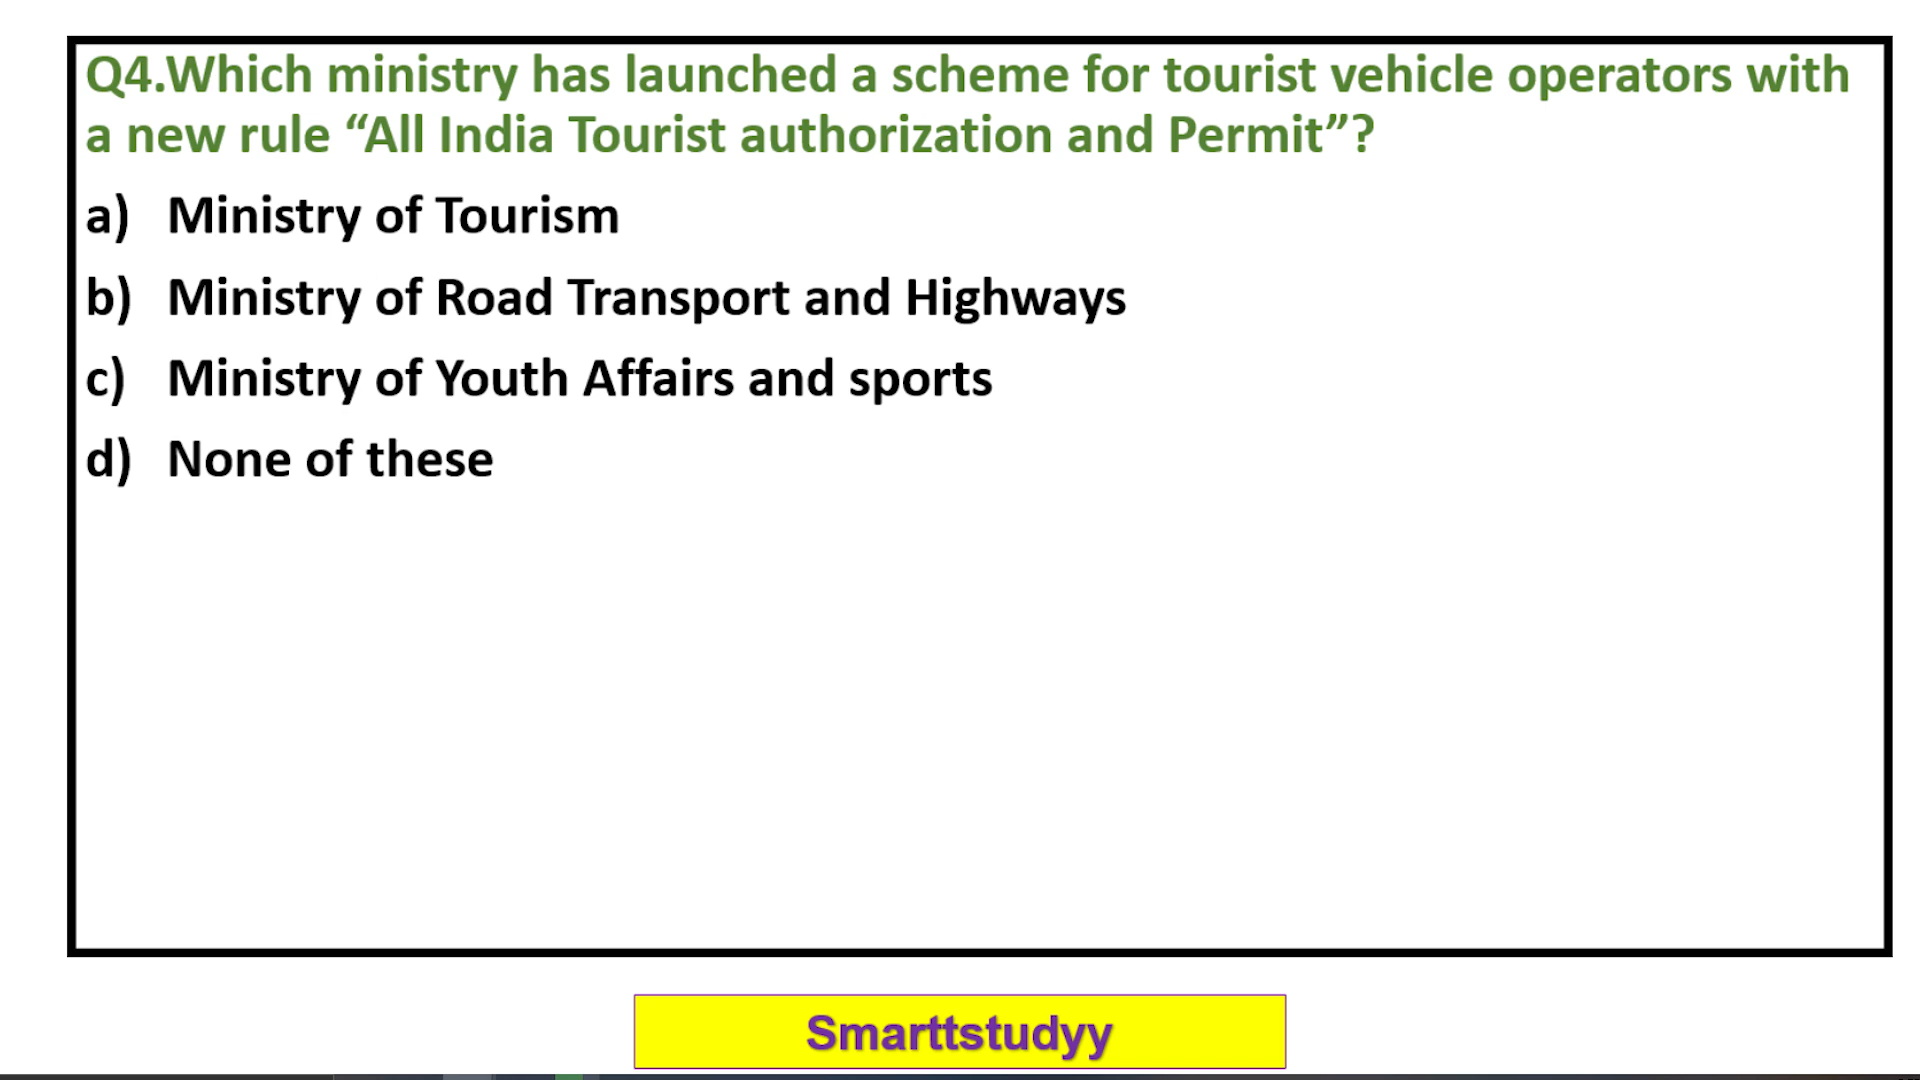 Q4.Which ministry has launched a scheme for tourist vehicle operators with
a new rule “All India Tourist authorization and Permit”?
a) Ministry of Tourism
b) Ministry of Road Transport and Highways
c) Ministry of Youth Affairs and sports
d) None of these
Smarttstudyy